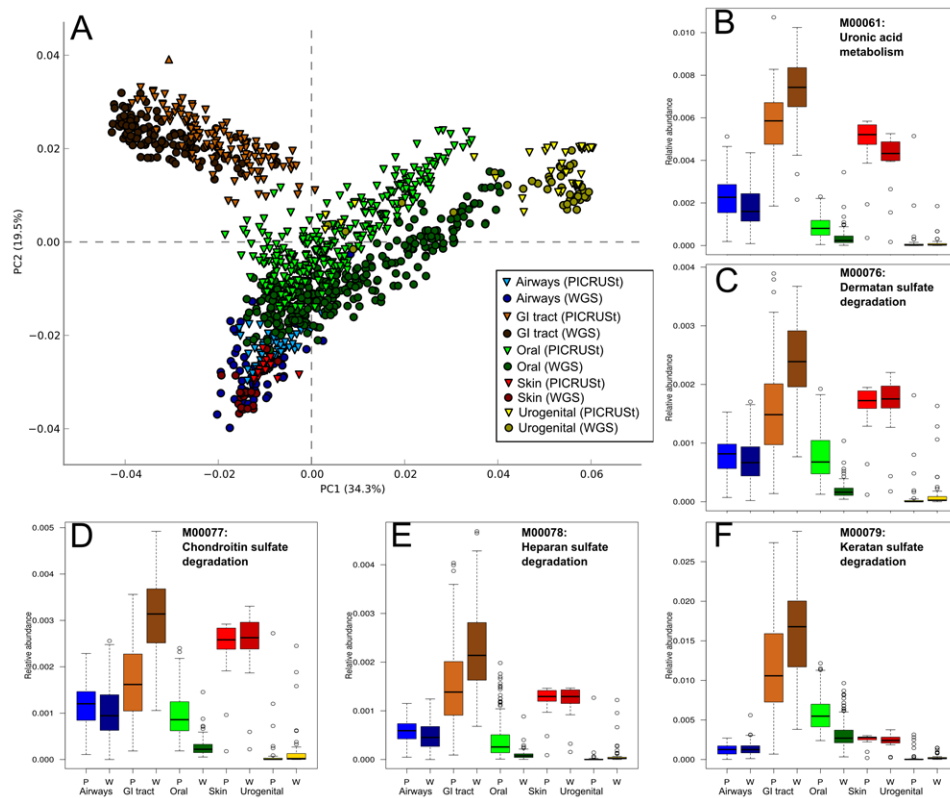 A
0.04
0.02
0.00
−0.02
−0.04
PC2 (19.5%)
−0.04
−0.02
0.00
0.02
0.04
0.06
PC1 (34.3%)
Airways (PICRUSt)
Airways (WGS)
GI tract (PICRUSt)
GI tract (WGS)
Oral (PICRUSt)
Oral (WGS)
Skin (PICRUSt)
Skin (WGS)
Urogenital (PICRUSt)
Urogenital (WGS)
B
M00061:
Uronic acid
metabolism
Relative abundance
0.010
0.008
0.006
0.004
0.002
0.000
C
M00076:
Dermatan sulfate
degradation
Relative abundance
0.004
0.003
0.002
0.001
0.000
D
M00077:
Chondroitin sulfate
degradation
Relative abundance
0.005
0.004
0.003
0.002
0.001
0.000
P W P W P W P W P W
Airways GI tract Oral Skin Urogenital
E
M00078:
Heparan sulfate
degradation
Relative abundance
0.004
0.003
0.002
0.001
0.000
P W P W P W P W P W
Airways GI tract Oral Skin Urogenital
F
M00079:
Keratan sulfate
degradation
Relative abundance
0.025
0.020
0.015
0.010
0.005
0.000
P W P W P W P W P W
Airways GI tract Oral Skin Urogenital